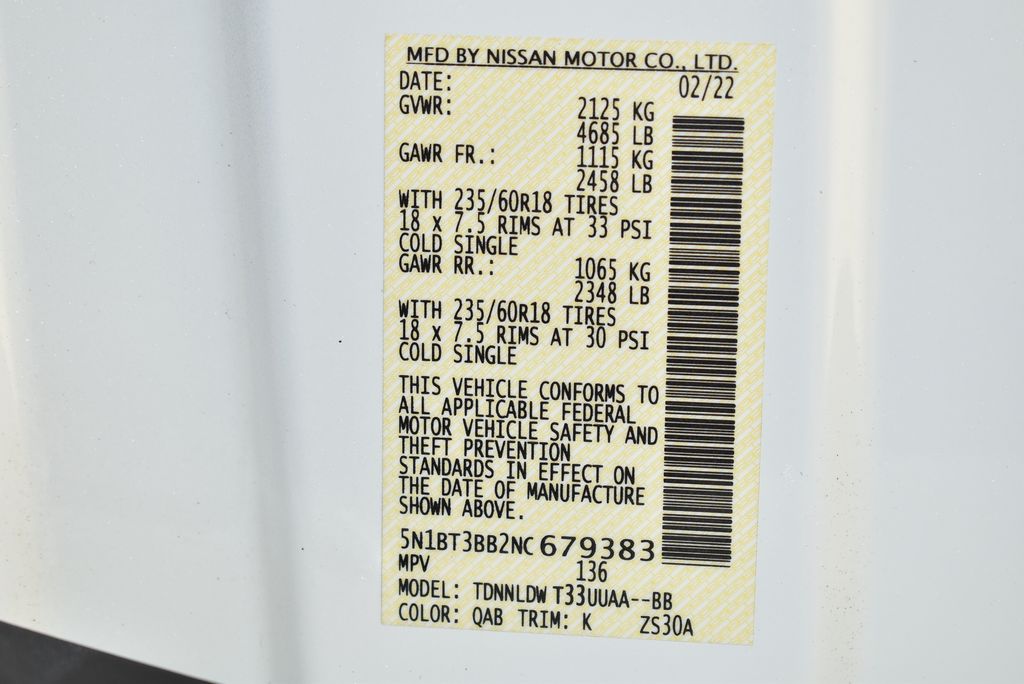 MFD BY NISSAN MOTOR CO., LTD.
DATE: 02/22
GVWR: 2125 KG
4685 LB
GAWR FR.: 1115 KG
2458 LB
WITH 235/60R18 TIRES
18 x 7.5 RIMS AT 33 PSI
COLD SINGLE
GAWR RR.: 1065 KG
2348 LB
WITH 235/60R18 TIRES
18 x 7.5 RIMS AT 30 PSI
COLD SINGLE
THIS VEHICLE CONFORMS TO
ALL APPLICABLE FEDERAL
MOTOR VEHICLE SAFETY AND
THEFT PREVENTION
STANDARDS IN EFFECT ON
THE DATE OF MANUFACTURE
SHOWN ABOVE.
5N1BT3BB2NC679383
MPV 136
MODEL: TDNNLDW T33UUAA--BB
COLOR: QAB TRIM: K ZS30A